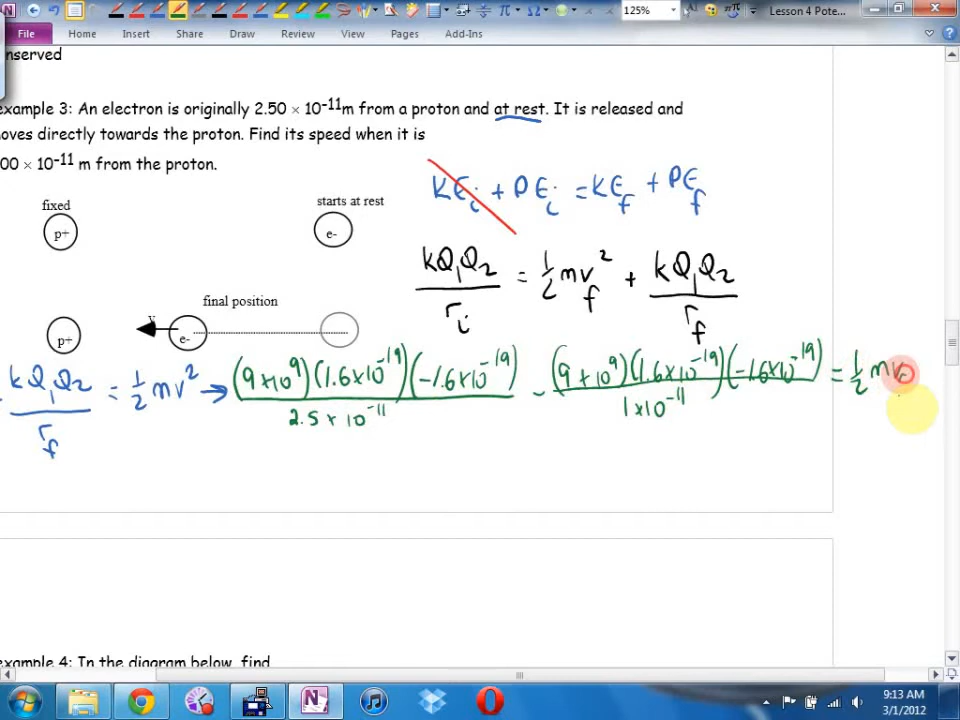 125%
Lesson 4 Pote...
File Home Insert Share Draw Review View Pages Add-Ins
nserved
example 3: An electron is originally 2.50 × 10⁻¹¹m from a proton and at rest. It is released and
oves directly towards the proton. Find its speed when it is
00 × 10⁻¹¹ m from the proton.
KEi + PEi = KEf + PEf
fixed
starts at rest
p+
e-
kQ₁Q₂/ri = 1/2 mvf² + kQ₁Q₂/rf
final position
v
p+
e-
kQ₁Q₂/rf = 1/2 mv² → (9×10⁹)(1.6×10⁻¹⁹)(-1.6×10⁻¹⁹)/2.5×10⁻¹¹ - (9×10⁹)(1.6×10⁻¹⁹)(-1.6×10⁻¹⁹)/1×10⁻¹¹ = 1/2 mv
example 4: In the diagram below, find
9:13 AM
3/1/2012